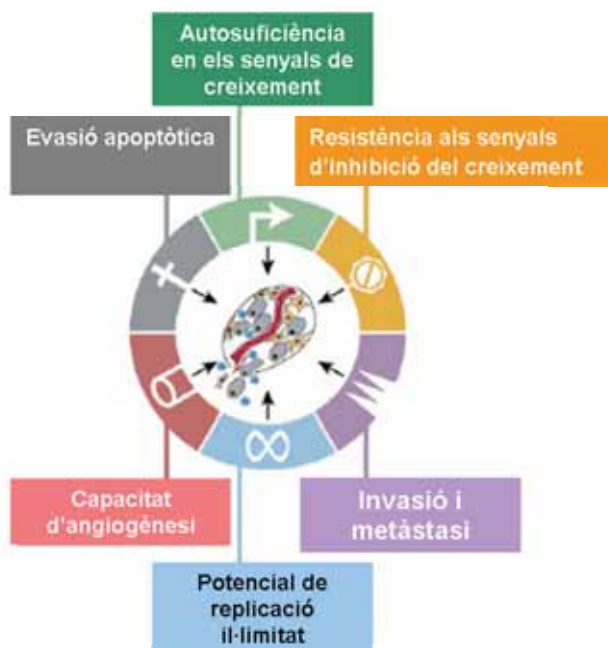 Autosuficiència
en els senyals de
creixement
Evasió apoptòtica
Resistència als senyals
d'inhibició del creixement
Capacitat
d'angiogènesi
Invasió i
metàstasi
Potencial de
replicació
il·limitat